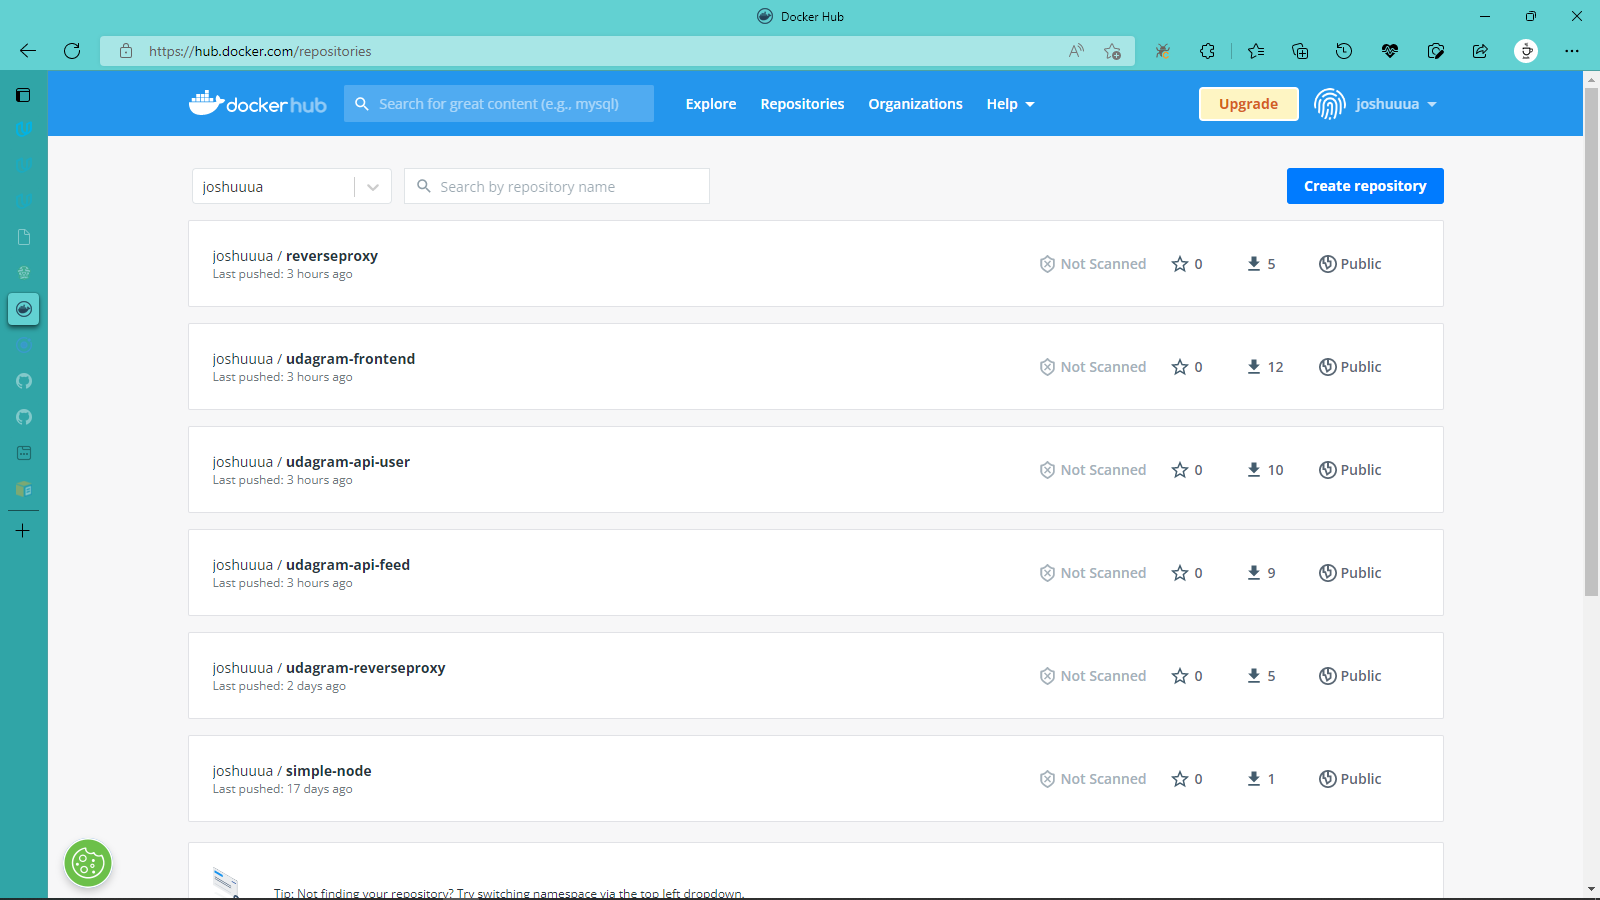 Docker Hub
https://hub.docker.com/repositories
docker hub
Search for great content (e.g., mysql)
Explore
Repositories
Organizations
Help
Upgrade
joshuuua
joshuuua
Search by repository name
Create repository
joshuuua / reverseproxy
Last pushed: 3 hours ago
Not Scanned
0
5
Public
joshuuua / udagram-frontend
Last pushed: 3 hours ago
Not Scanned
0
12
Public
joshuuua / udagram-api-user
Last pushed: 3 hours ago
Not Scanned
0
10
Public
joshuuua / udagram-api-feed
Last pushed: 3 hours ago
Not Scanned
0
9
Public
joshuuua / udagram-reverseproxy
Last pushed: 2 days ago
Not Scanned
0
5
Public
joshuuua / simple-node
Last pushed: 17 days ago
Not Scanned
0
1
Public
Tip: Not finding your repository? Try switching namespace via the top left dropdown.